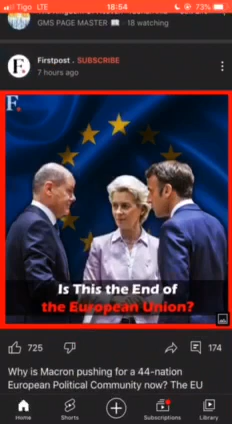 Tigo LTE 18:54 73%
GMS PAGE MASTER 18 watching
Firstpost . SUBSCRIBE
7 hours ago
F.
F.
Is This the End of
the European Union?
725 174
Why is Macron pushing for a 44-nation
European Political Community now? The EU
Home Shorts Subscriptions Library